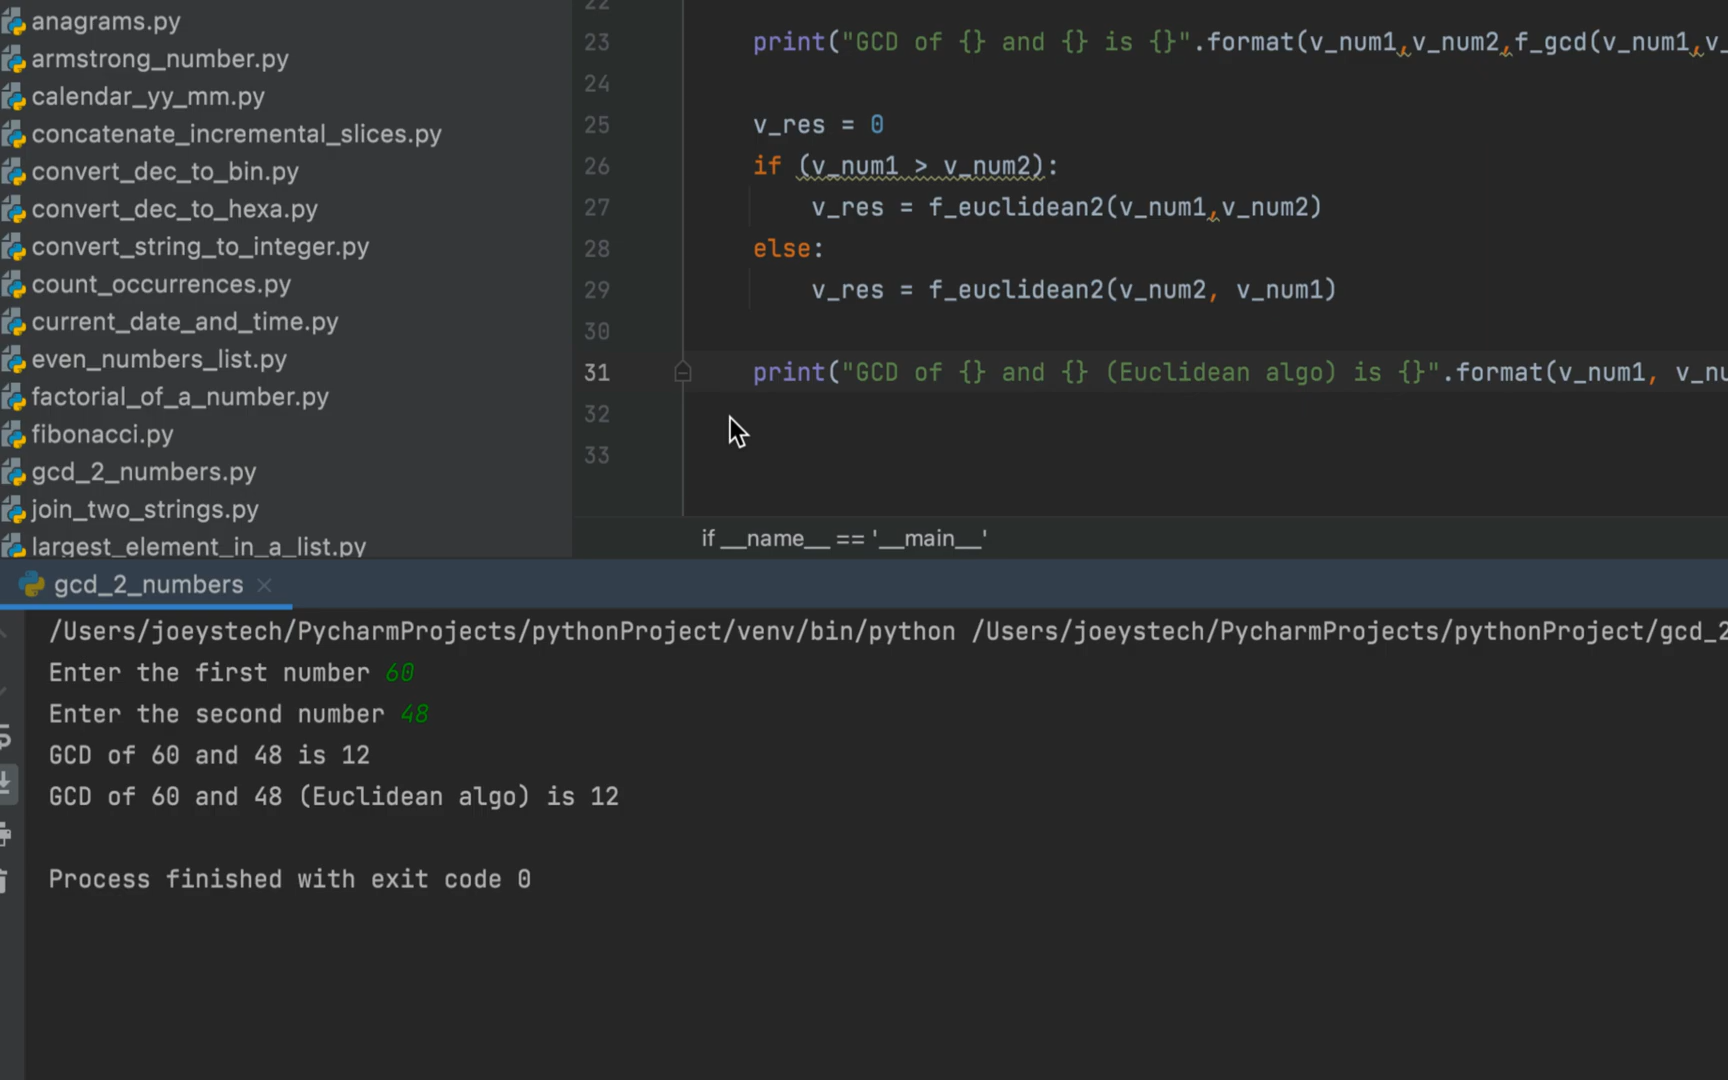 anagrams.py
armstrong_number.py
calendar_yy_mm.py
concatenate_incremental_slices.py
convert_dec_to_bin.py
convert_dec_to_hexa.py
convert_string_to_integer.py
count_occurrences.py
current_date_and_time.py
even_numbers_list.py
factorial_of_a_number.py
fibonacci.py
gcd_2_numbers.py
join_two_strings.py
largest_element_in_a_list.py
22
23 print("GCD of {} and {} is {}".format(v_num1,v_num2,f_gcd(v_num1,v_
24
25 v_res = 0
26 if (v_num1 > v_num2):
27 v_res = f_euclidean2(v_num1,v_num2)
28 else:
29 v_res = f_euclidean2(v_num2, v_num1)
30
31 print("GCD of {} and {} (Euclidean algo) is {}".format(v_num1, v_nu
32
33
if __name__ == '__main__'
gcd_2_numbers
/Users/joeystech/PycharmProjects/pythonProject/venv/bin/python /Users/joeystech/PycharmProjects/pythonProject/gcd_2
Enter the first number 60
Enter the second number 48
GCD of 60 and 48 is 12
GCD of 60 and 48 (Euclidean algo) is 12
Process finished with exit code 0